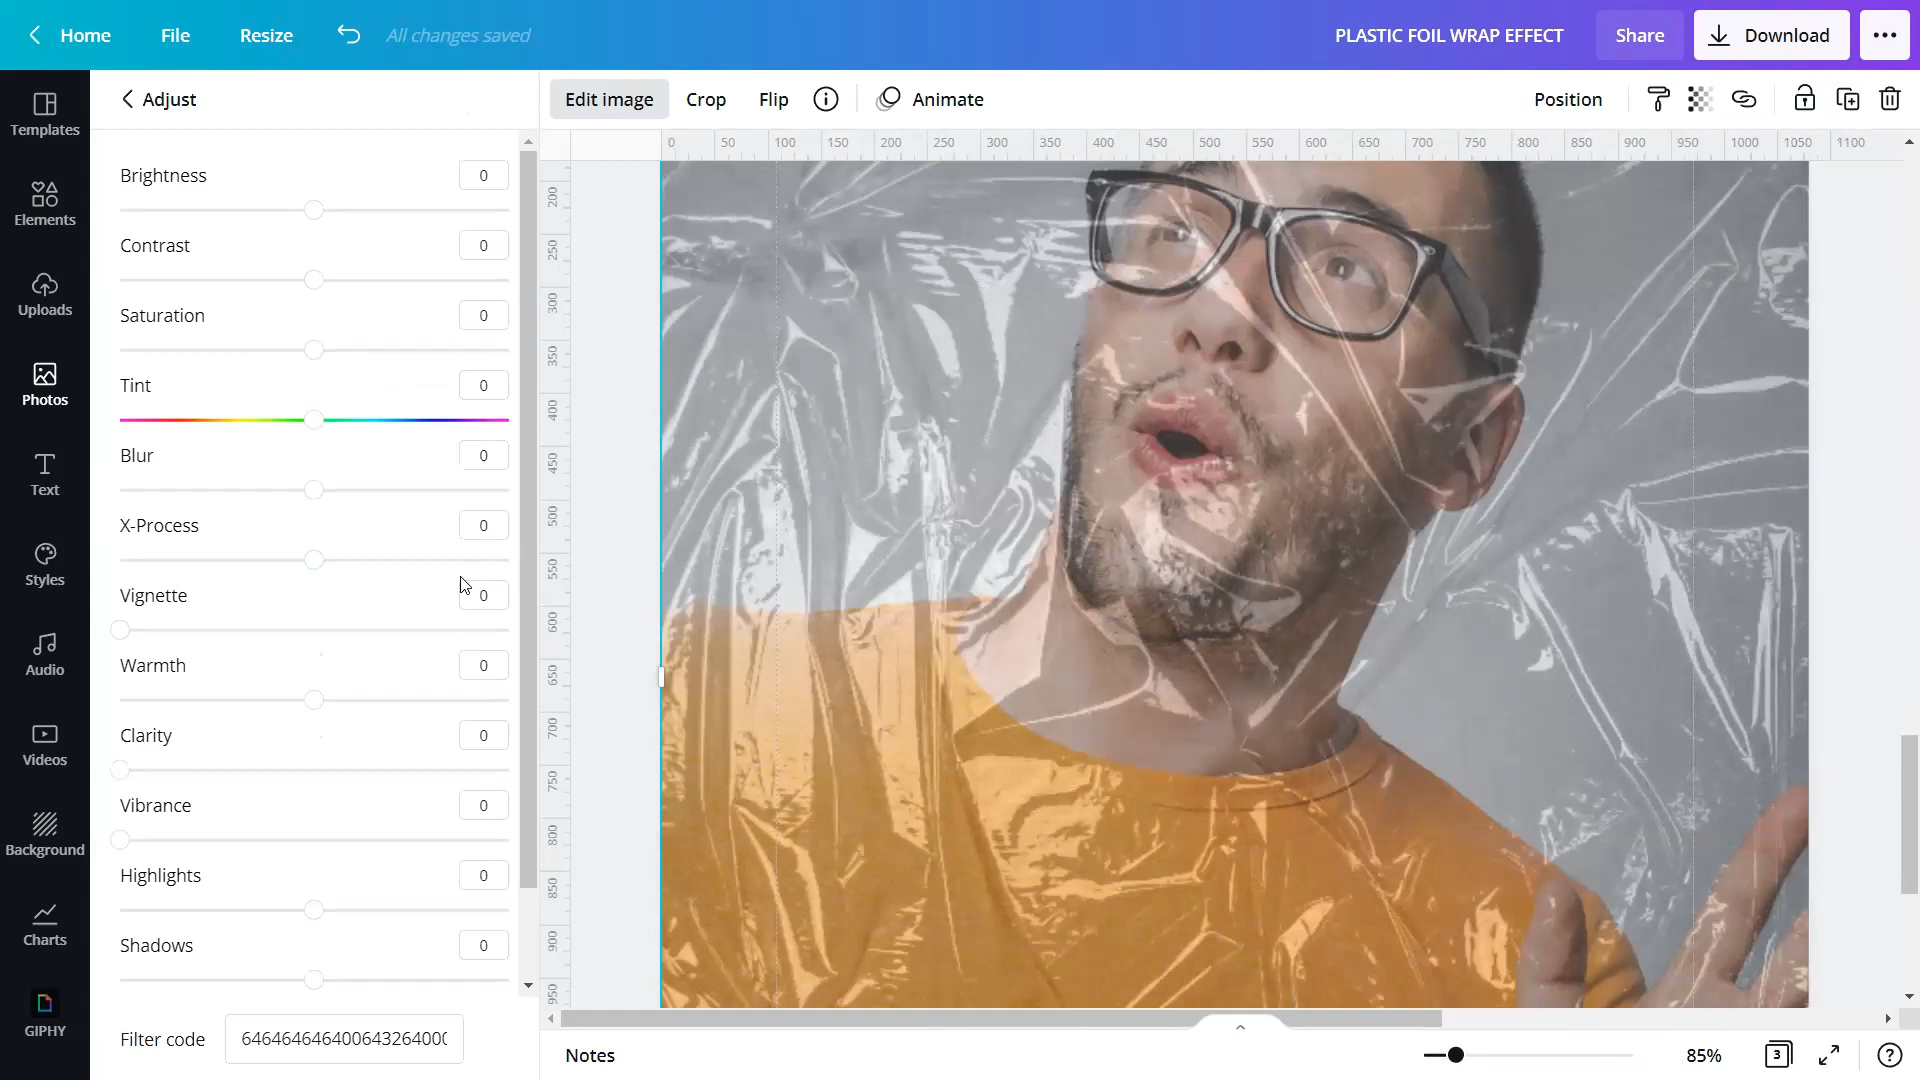 Home File Resize All changes saved PLASTIC FOIL WRAP EFFECT Share Download
Templates
Elements
Uploads
Photos
Text
Styles
Audio
Videos
Background
Charts
GIPHY
Adjust
Brightness 0
Contrast 0
Saturation 0
Tint 0
Blur 0
X-Process 0
Vignette 0
Warmth 0
Clarity 0
Vibrance 0
Highlights 0
Shadows 0
Filter code 646464646400643264000
Edit image Crop Flip Animate Position
0 50 100 150 200 250 300 350 400 450 500 550 600 650 700 750 800 850 900 950 1000 1050 1100
200
250
300
350
400
450
500
550
600
650
700
750
800
850
900
950
Notes 85% 3